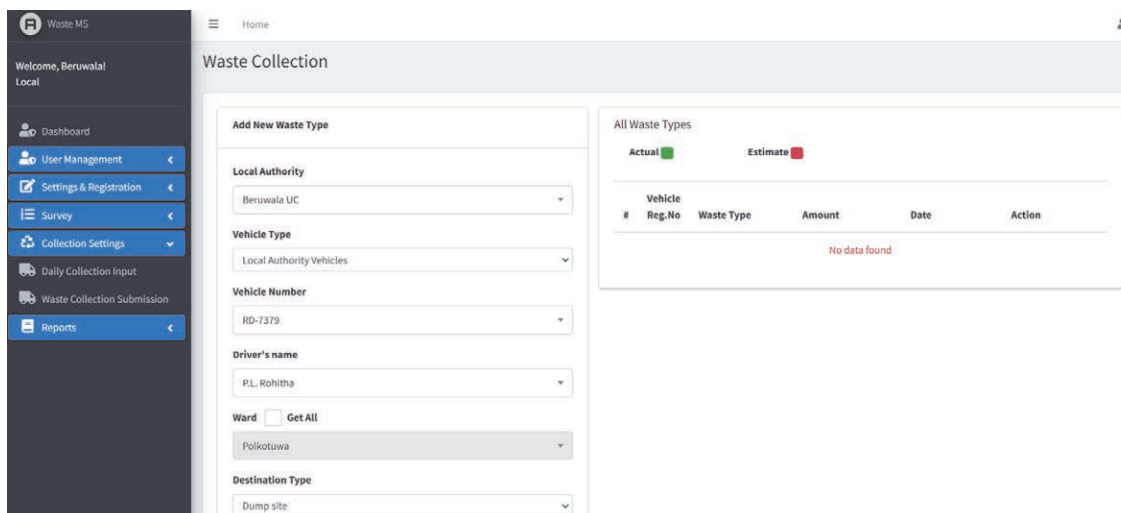 Waste MS
Home
Welcome, Beruwala!
Local
Dashboard
User Management
Settings & Registration
Survey
Collection Settings
Daily Collection Input
Waste Collection Submission
Reports
Waste Collection
Add New Waste Type
Local Authority
Beruwala UC
Vehicle Type
Local Authority Vehicles
Vehicle Number
RD-7379
Driver's name
P.L. Rohitha
Ward Get All
Polkotuwa
Destination Type
Dump site
All Waste Types
Actual Estimate
# Vehicle Reg.No Waste Type Amount Date Action
No data found